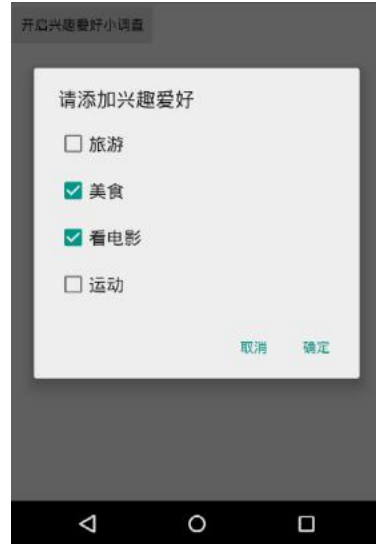 开启兴趣爱好小调查
请添加兴趣爱好
旅游
美食
看电影
运动
取消 确定